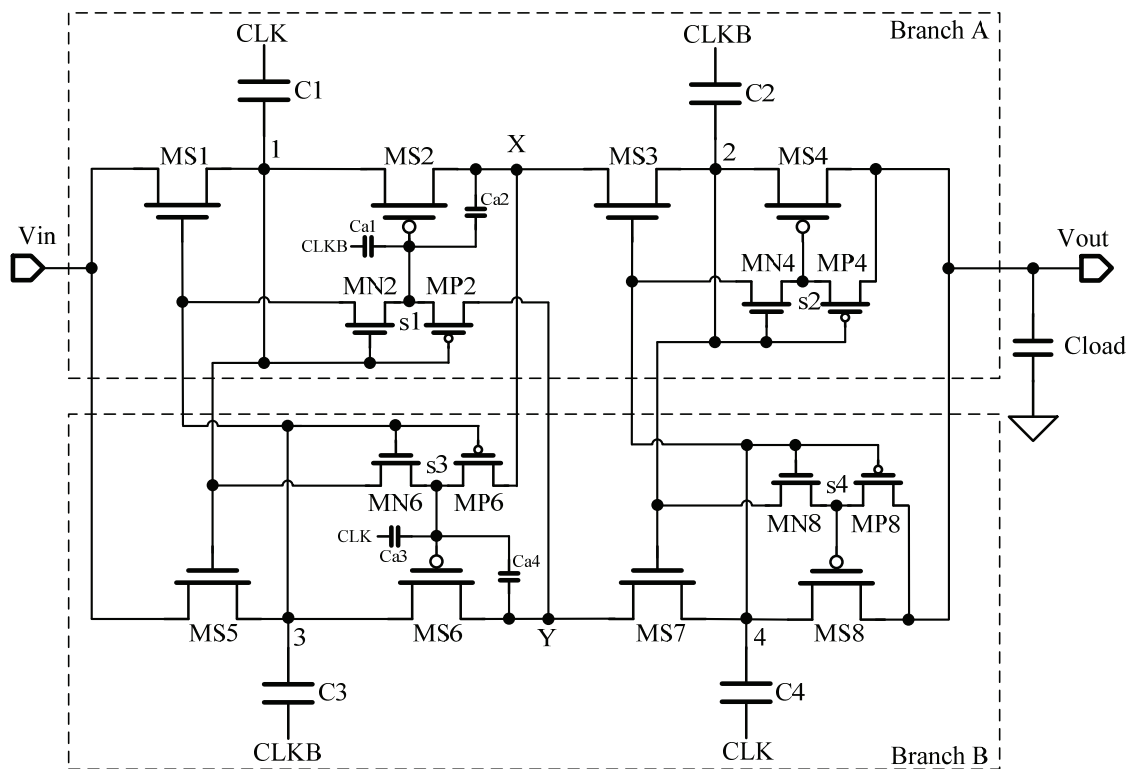 Branch A
CLK
CLKB
C1
C2
X
MS1
1
MS2
MS3
2
MS4
Ca2
Ca1
CLKB
Vin
Vout
MN2
MP2
MN4
MP4
s1
s2
Cload
s3
s4
MN6
MP6
MN8
MP8
CLK
Ca3
Ca4
MS5
3
MS6
Y
MS7
4
MS8
C3
C4
CLKB
CLK
Branch B